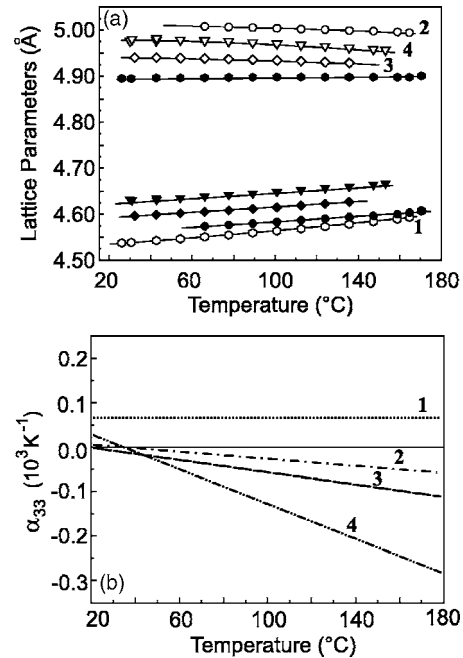 (a)
Lattice Parameters (Å)
5.00
4.90
4.80
4.70
4.60
4.50
2
4
3
1
20 60 100 140 180
Temperature (°C)
α33 (10³K⁻¹)
0.2
0.1
0.0
-0.1
-0.2
-0.3
1
2
3
4
(b)
20 60 100 140 180
Temperature (°C)